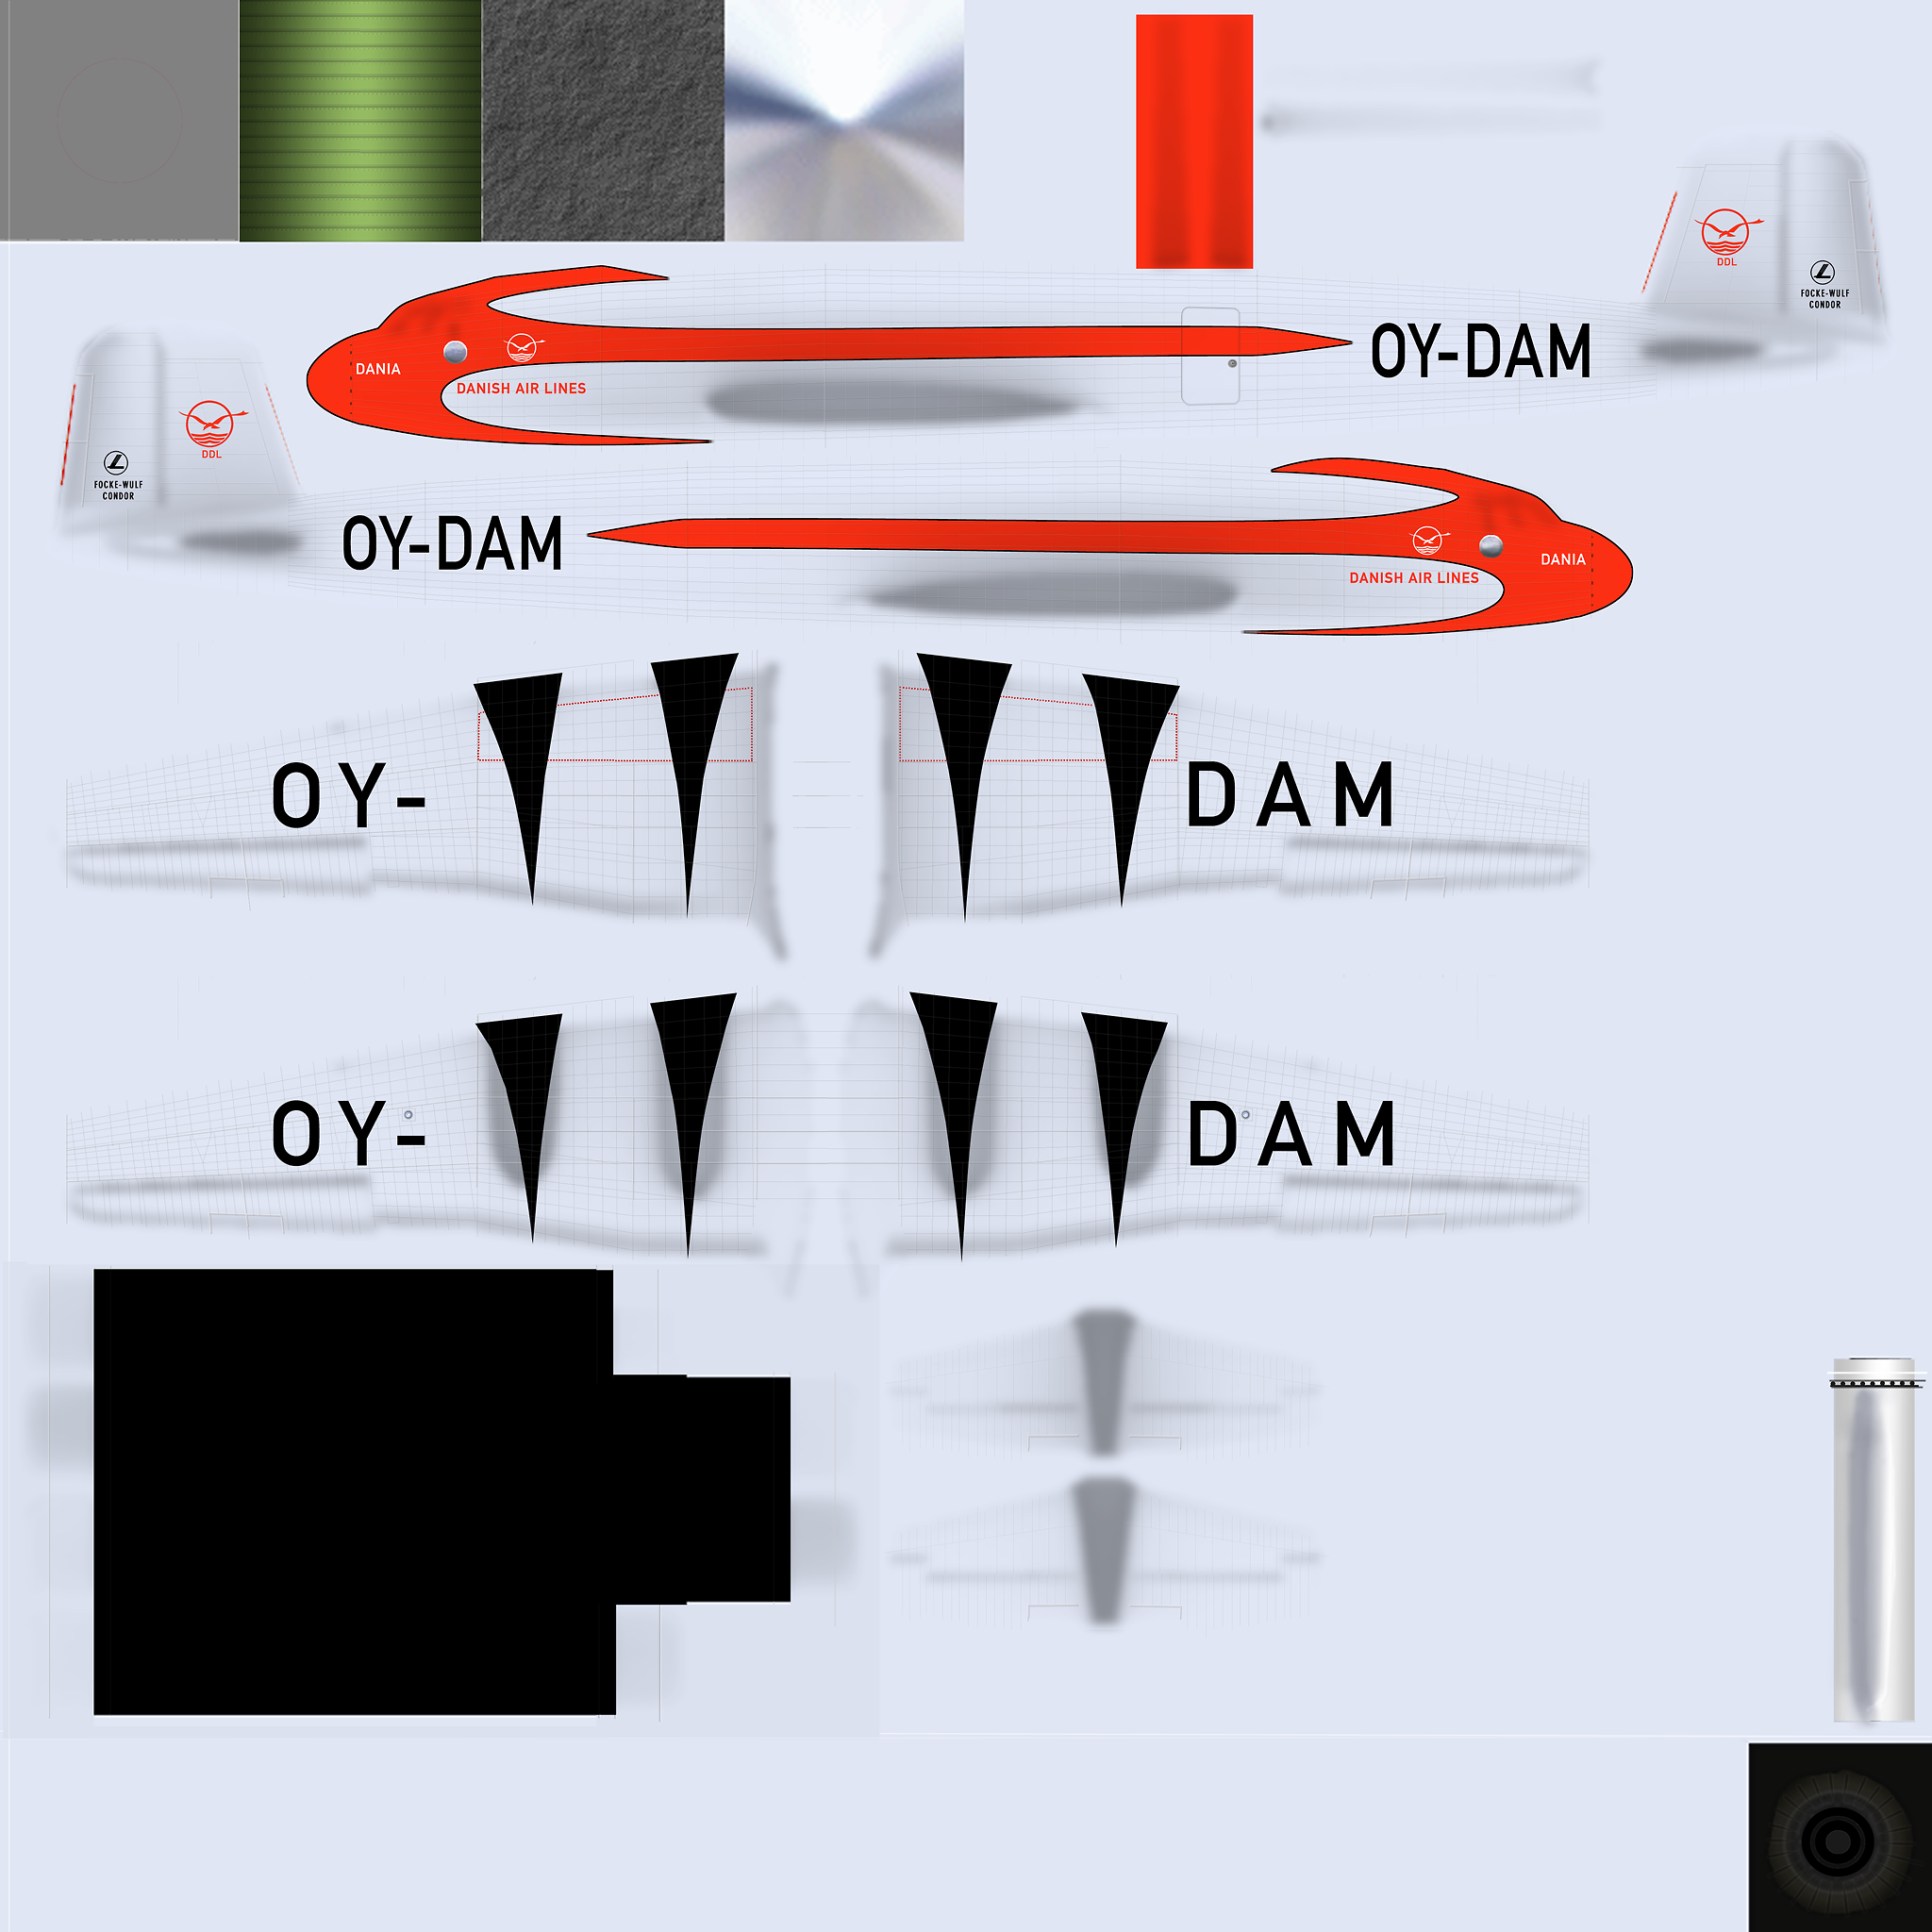 DDL
FOCKE-WULF
CONDOR
DANIA
DANISH AIR LINES
OY-DAM
DDL
FOCKE-WULF
CONDOR
OY-DAM
DANISH AIR LINES
DANIA
OY-
DAM
OY-
DAM